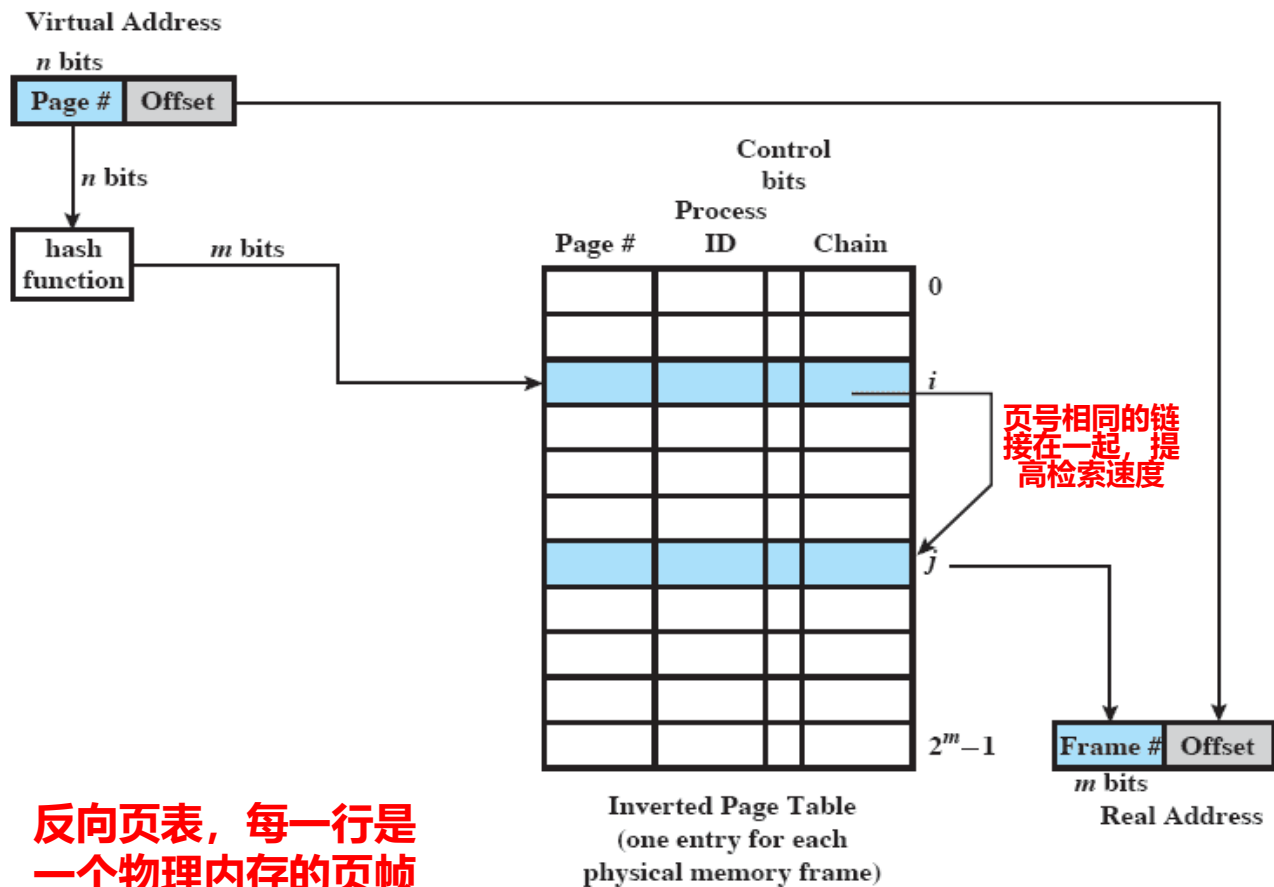 Virtual Address
n bits
Page # Offset
n bits
hash
function
m bits
Control
bits
Process
Page # ID Chain
0
i
页号相同的链
接在一起，提
高检索速度
j
2^m−1
Frame # Offset
m bits
Real Address
Inverted Page Table
(one entry for each
physical memory frame)
反向页表，每一行是
一个物理内存的页帧